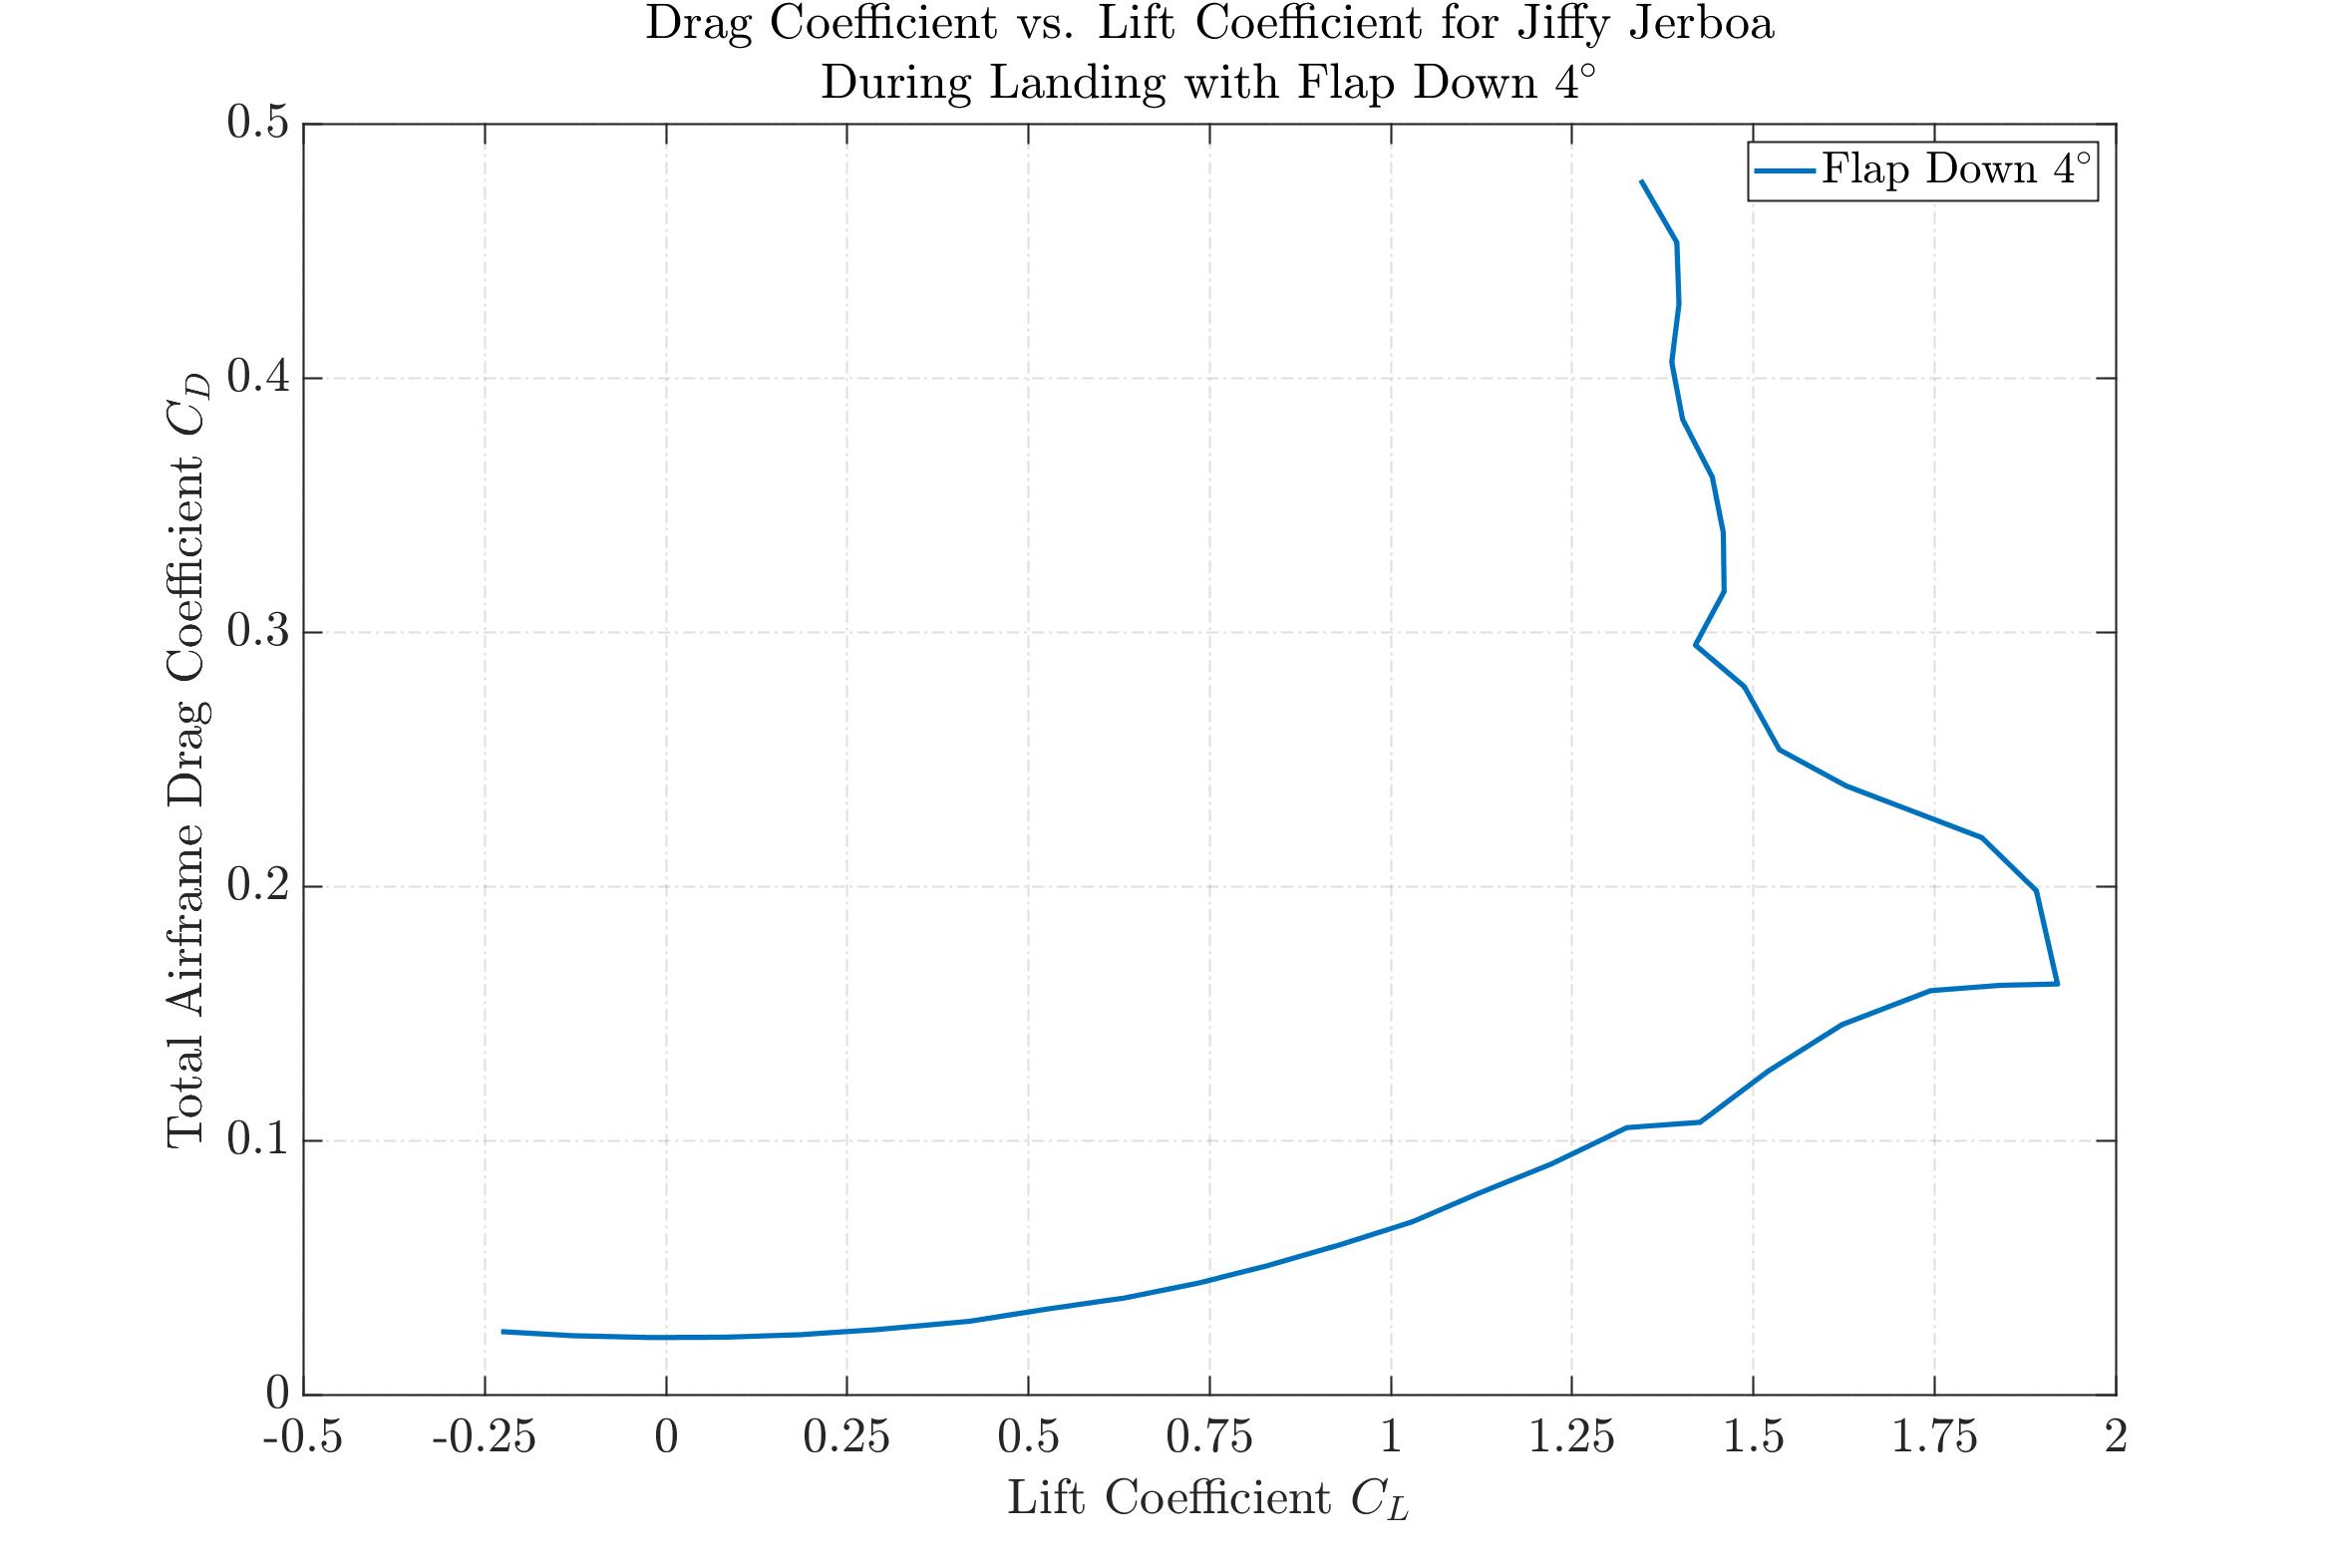 Drag Coefficient vs. Lift Coefficient for Jiffy Jerboa
During Landing with Flap Down 4°
Flap Down 4°
Total Airframe Drag Coefficient C_D
0.5
0.4
0.3
0.2
0.1
0
-0.5 -0.25 0 0.25 0.5 0.75 1 1.25 1.5 1.75 2
Lift Coefficient C_L